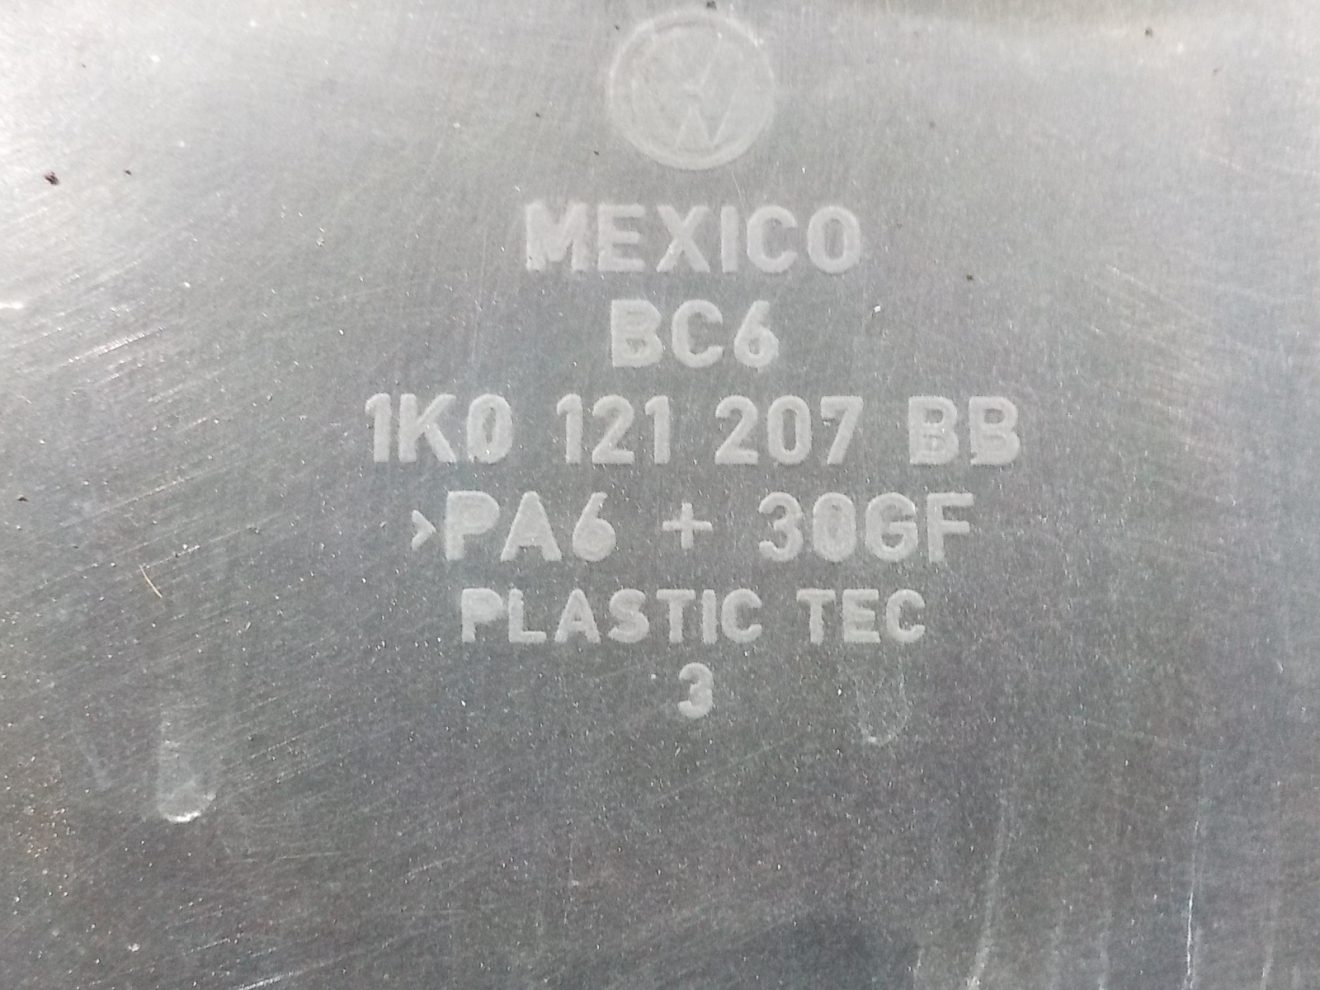 MEXICO
BC6
1K0 121 207 BB
>PA6 + 30GF
PLASTIC TEC
3